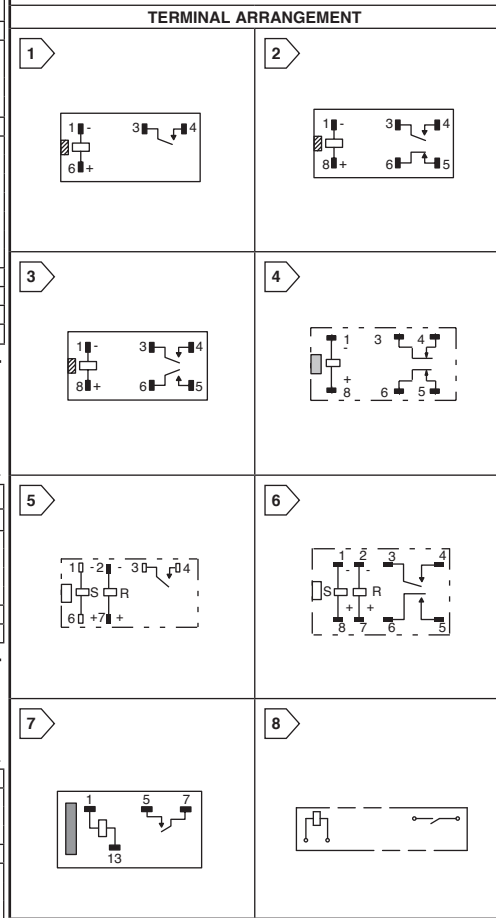 TERMINAL ARRANGEMENT
1 2
1 - 3 4
6 +
1 - 3 4
8 + 6 5
3 4
1 - 3 4
8 + 6 5
1 3 4
-
+
8 6 5
5 6
1 - 2 - 3 4
S R
6 + 7 +
1 2 3 4
- -
S R
+ +
8 7 6 5
7 8
1 5 7
13